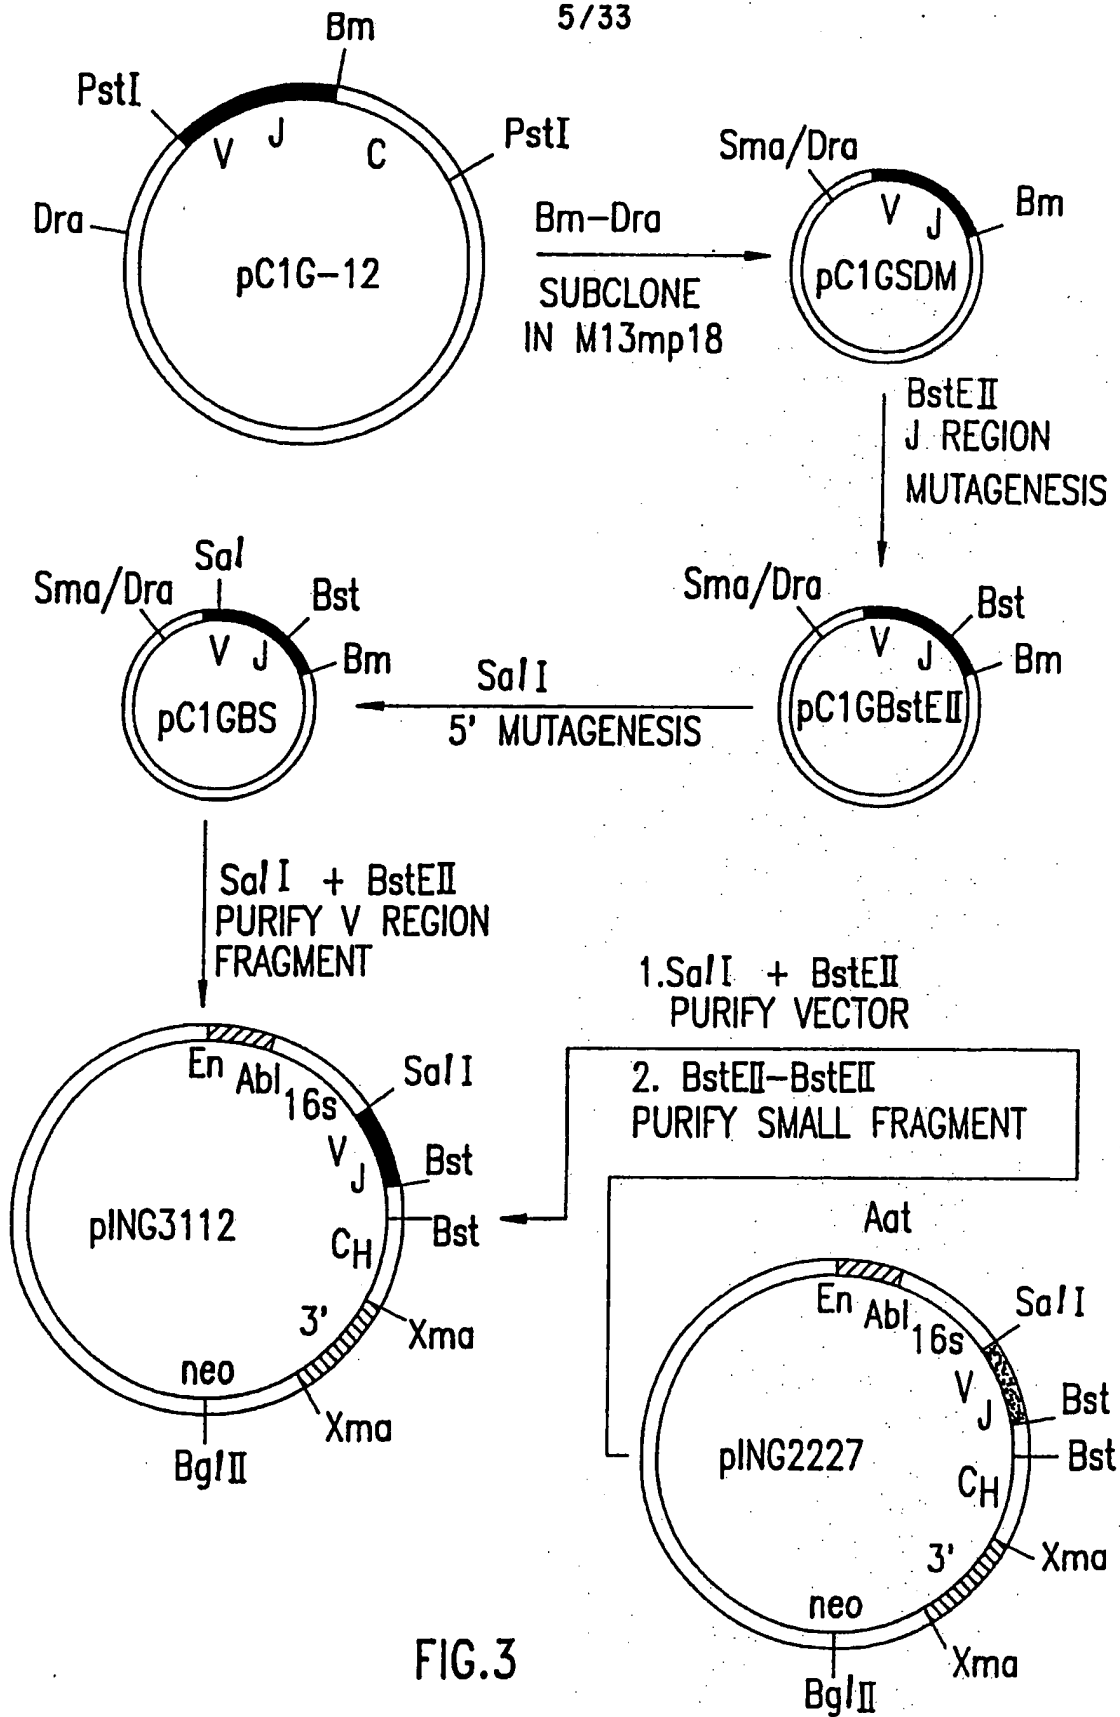 5/33
Bm
PstI
V
J
C
PstI
Dra
pC1G-12
Bm-Dra
SUBCLONE
IN M13mp18
Sma/Dra
V
J
Bm
pC1GSDM
BstEII
J REGION
MUTAGENESIS
Sma/Dra
V
J
Bst
Bm
pC1GBstEII
SalI
5' MUTAGENESIS
Sal
Sma/Dra
Bst
V
J
Bm
pC1GBS
SalI + BstEII
PURIFY V REGION
FRAGMENT
1.SalI + BstEII
PURIFY VECTOR
2. BstEII-BstEII
PURIFY SMALL FRAGMENT
En
Abl
16s
SalI
V
J
Bst
Bst
pING3112
CH
3'
Xma
neo
Xma
BglII
Aat
En
Abl
16s
SalI
V
J
Bst
Bst
pING2227
CH
3'
Xma
neo
Xma
BglII
FIG.3